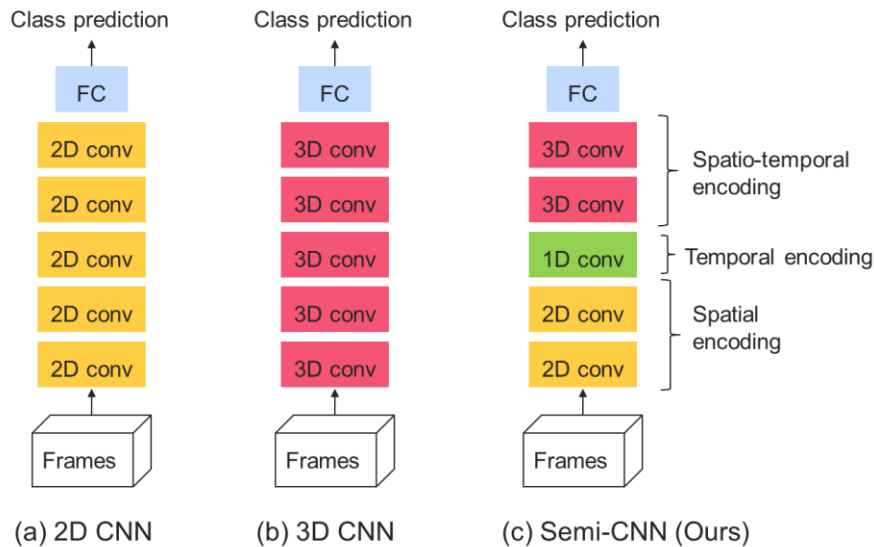 Class prediction
FC
2D conv
2D conv
2D conv
2D conv
2D conv
Frames
(a) 2D CNN
Class prediction
FC
3D conv
3D conv
3D conv
3D conv
3D conv
Frames
(b) 3D CNN
Class prediction
FC
3D conv
3D conv
1D conv
2D conv
2D conv
Frames
Spatio-temporal
encoding
Temporal encoding
Spatial
encoding
(c) Semi-CNN (Ours)